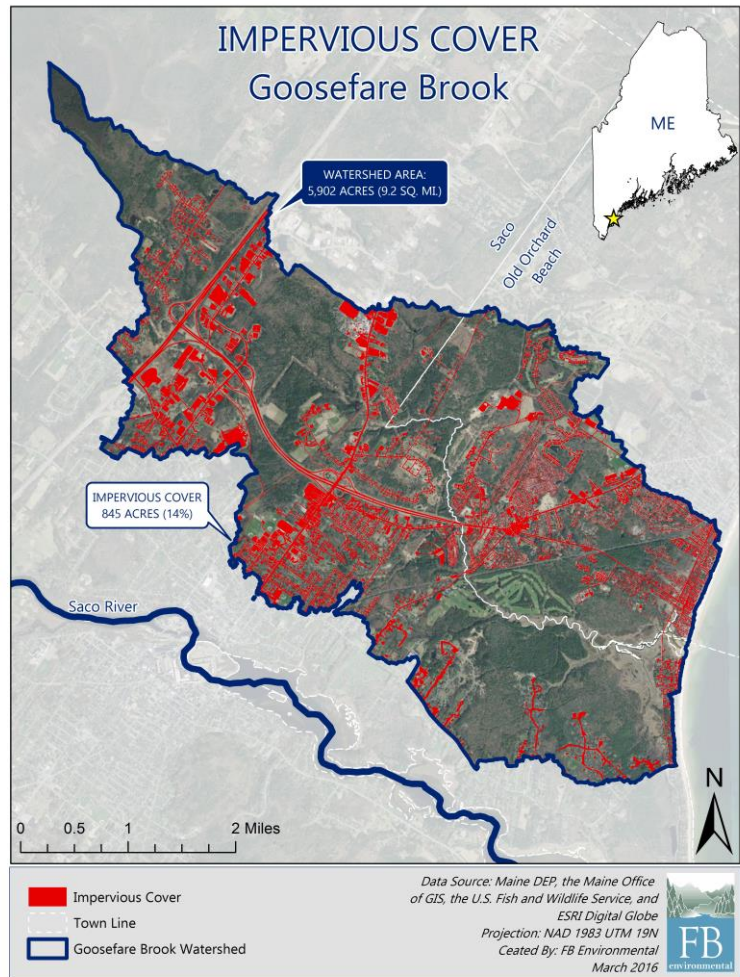 IMPERVIOUS COVER
Goosefare Brook
ME
WATERSHED AREA:
5,902 ACRES (9.2 SQ. MI.)
Saco
Old Orchard
Beach
IMPERVIOUS COVER
845 ACRES (14%)
Saco River
N
0 0.5 1 2 Miles
Impervious Cover
Town Line
Goosefare Brook Watershed
Data Source: Maine DEP, the Maine Office
of GIS, the U.S. Fish and Wildlife Service, and
ESRI Digital Globe
Projection: NAD 1983 UTM 19N
Ceated By: FB Environmental
March 2016
FB
environmental